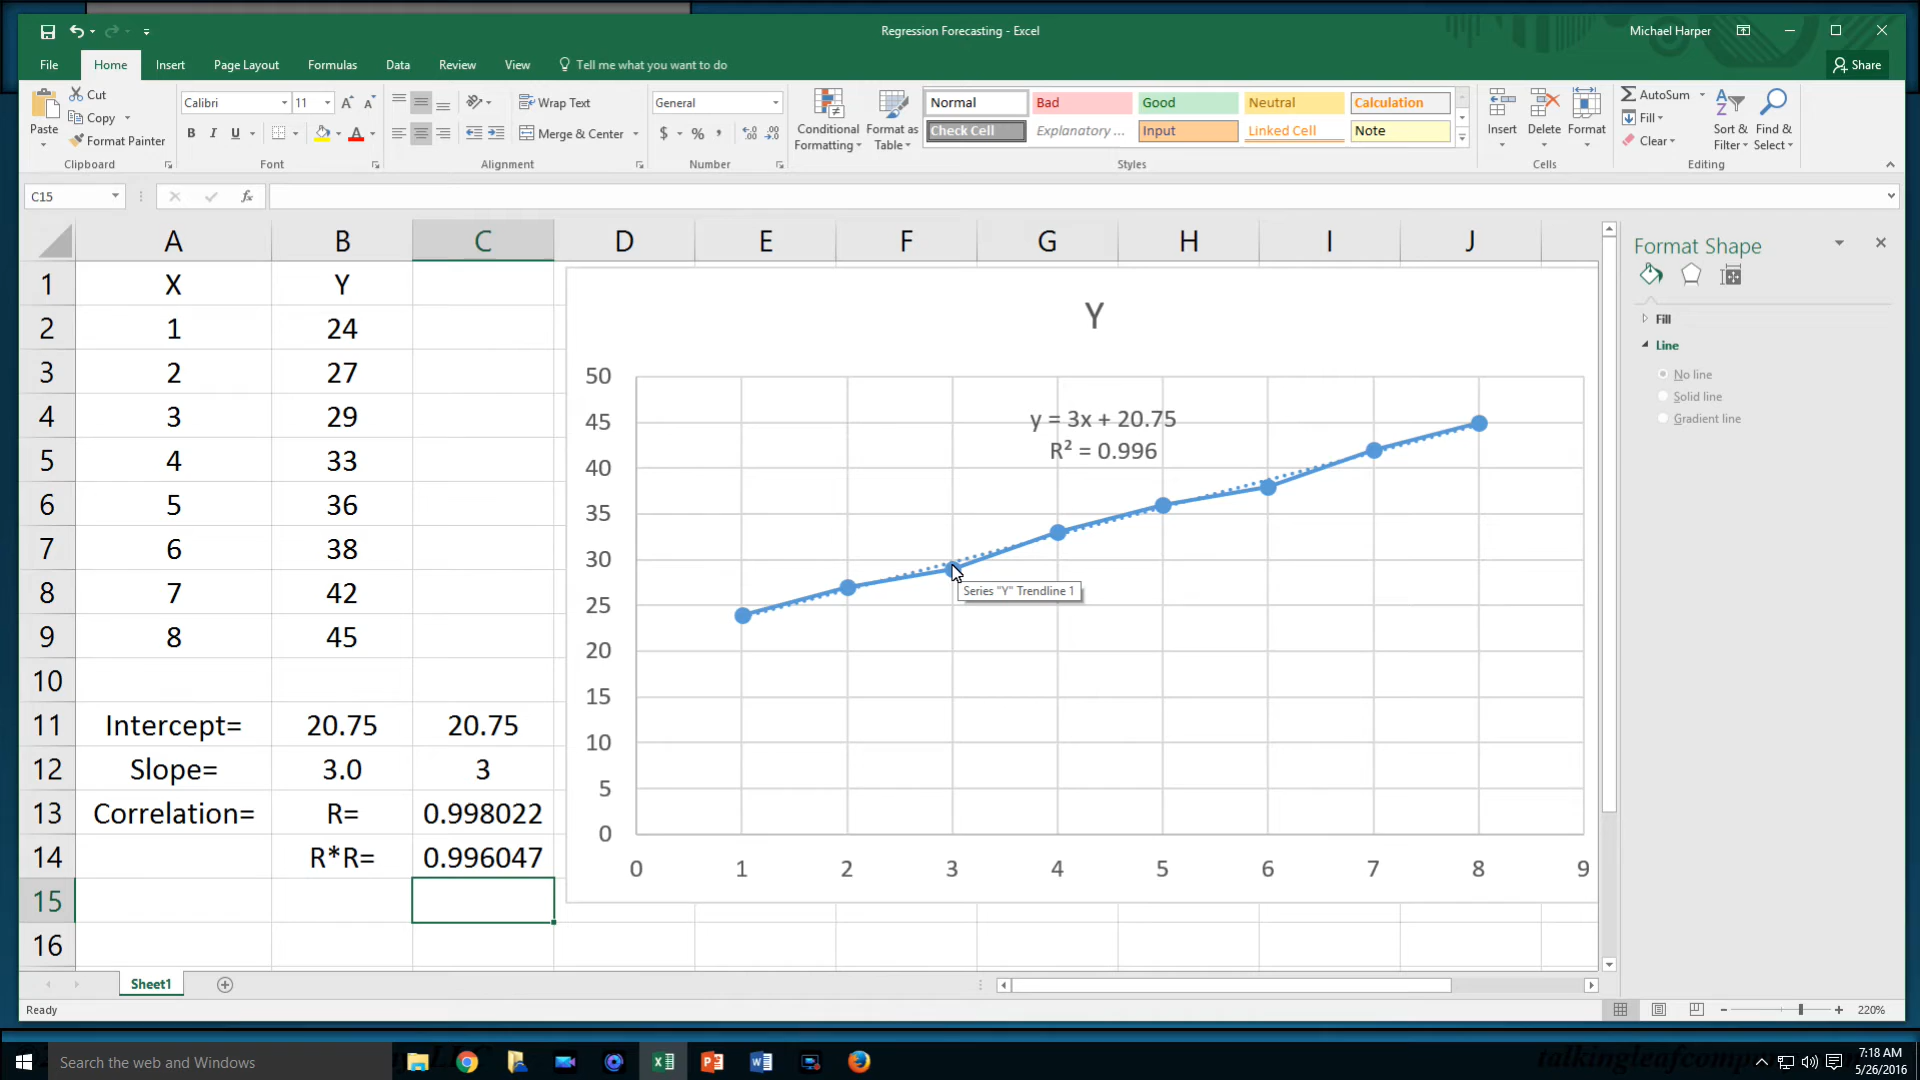 Regression Forecasting - Excel
Michael Harper
File Home Insert Page Layout Formulas Data Review View Tell me what you want to do
Share
Paste
Cut
Copy
Format Painter
Clipboard
Calibri 11
B I U
Font
Wrap Text
Merge & Center
Alignment
General
$ % ,
Number
Conditional Formatting
Format as Table
Normal Bad Good Neutral Calculation
Check Cell Explanatory ... Input Linked Cell Note
Styles
Insert Delete Format
Cells
AutoSum
Fill
Clear
Sort & Filter
Find & Select
Editing
C15
fx
A B C D E F G H I J
1 X Y
2 1 24
3 2 27
4 3 29
5 4 33
6 5 36
7 6 38
8 7 42
9 8 45
10
11 Intercept= 20.75 20.75
12 Slope= 3.0 3
13 Correlation= R= 0.998022
14 R*R= 0.996047
15
16
Y
50
45
40
35
30
25
20
15
10
5
0
y = 3x + 20.75
R² = 0.996
Series "Y" Trendline 1
0 1 2 3 4 5 6 7 8 9
Format Shape
Fill
Line
No line
Solid line
Gradient line
Sheet1
Ready
220%
Search the web and Windows
7:18 AM
5/26/2016